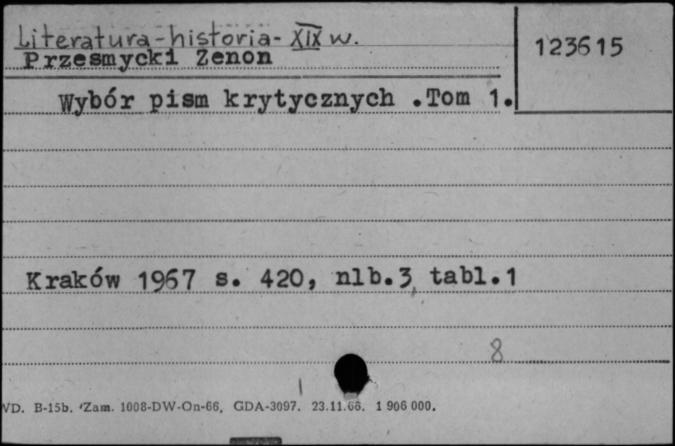 Literatura-historia- XIX w.
Przesmycki Zenon
123615
Wybór pism krytycznych .Tom 1.
Kraków 1967 s. 420, nlb.3, tabl.1
8
WD. B-15b. Zam. 1008-DW-On-66, GDA-3097. 23.11.66. 1 906 000.